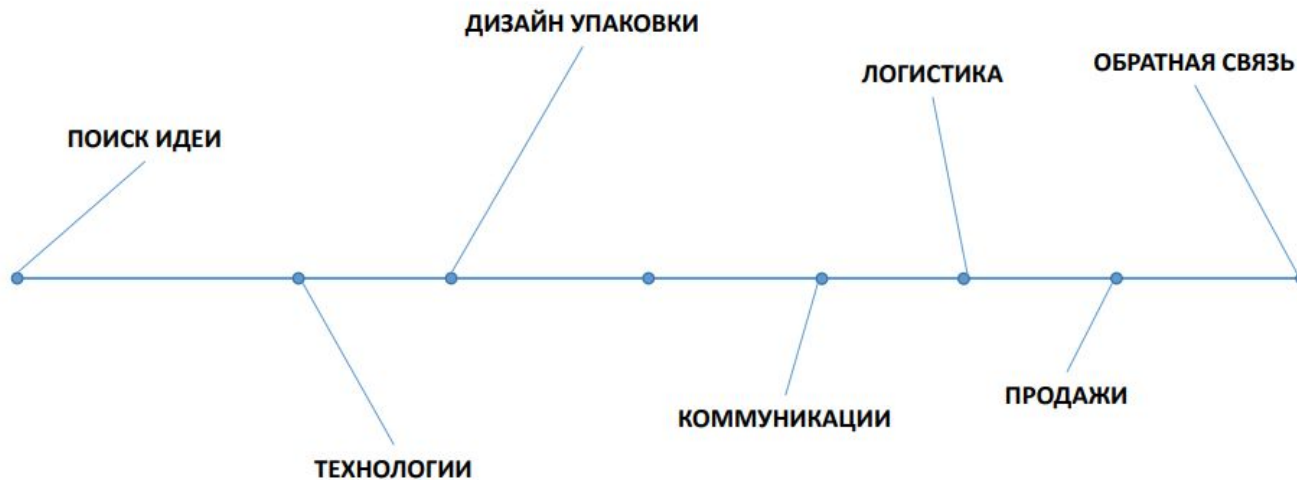 ДИЗАЙН УПАКОВКИ
ЛОГИСТИКА
ОБРАТНАЯ СВЯЗЬ
ПОИСК ИДЕИ
КОММУНИКАЦИИ
ПРОДАЖИ
ТЕХНОЛОГИИ